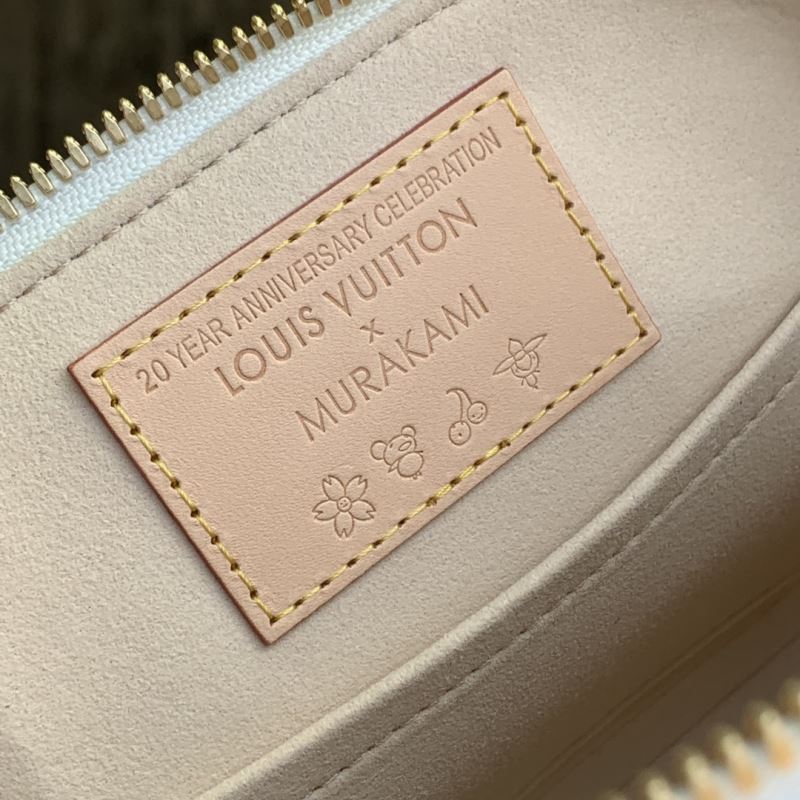 20 YEAR ANNIVERSARY CELEBRATION
LOUIS VUITTON
x
MURAKAMI